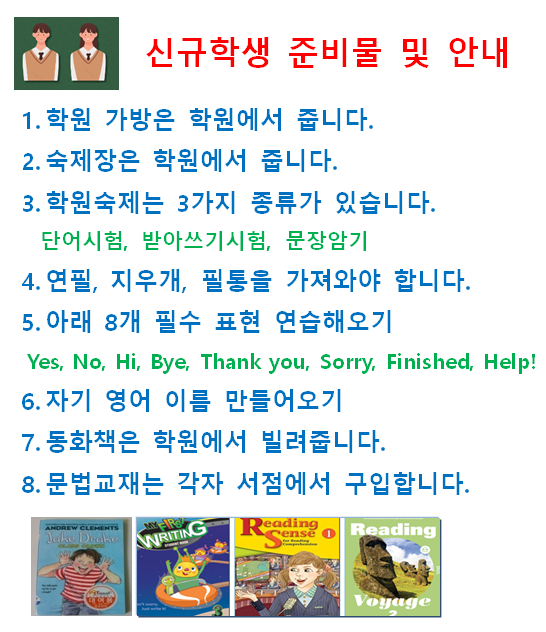 신규학생 준비물 및 안내
1. 학원 가방은 학원에서 줍니다.
2. 숙제장은 학원에서 줍니다.
3. 학원숙제는 3가지 종류가 있습니다.
단어시험, 받아쓰기시험, 문장암기
4. 연필, 지우개, 필통을 가져와야 합니다.
5. 아래 8개 필수 표현 연습해오기
Yes, No, Hi, Bye, Thank you, Sorry, Finished, Help!
6. 자기 영어 이름 만들어오기
7. 동화책은 학원에서 빌려줍니다.
8. 문법교재는 각자 서점에서 구입합니다.
ANDREW CLEMENTS
Jake Drake
MY FIRST
WRITING
STUDENT BOOK
3
Reading
Sense
for Reading
Comprehension
1
Reading
Voyage
2